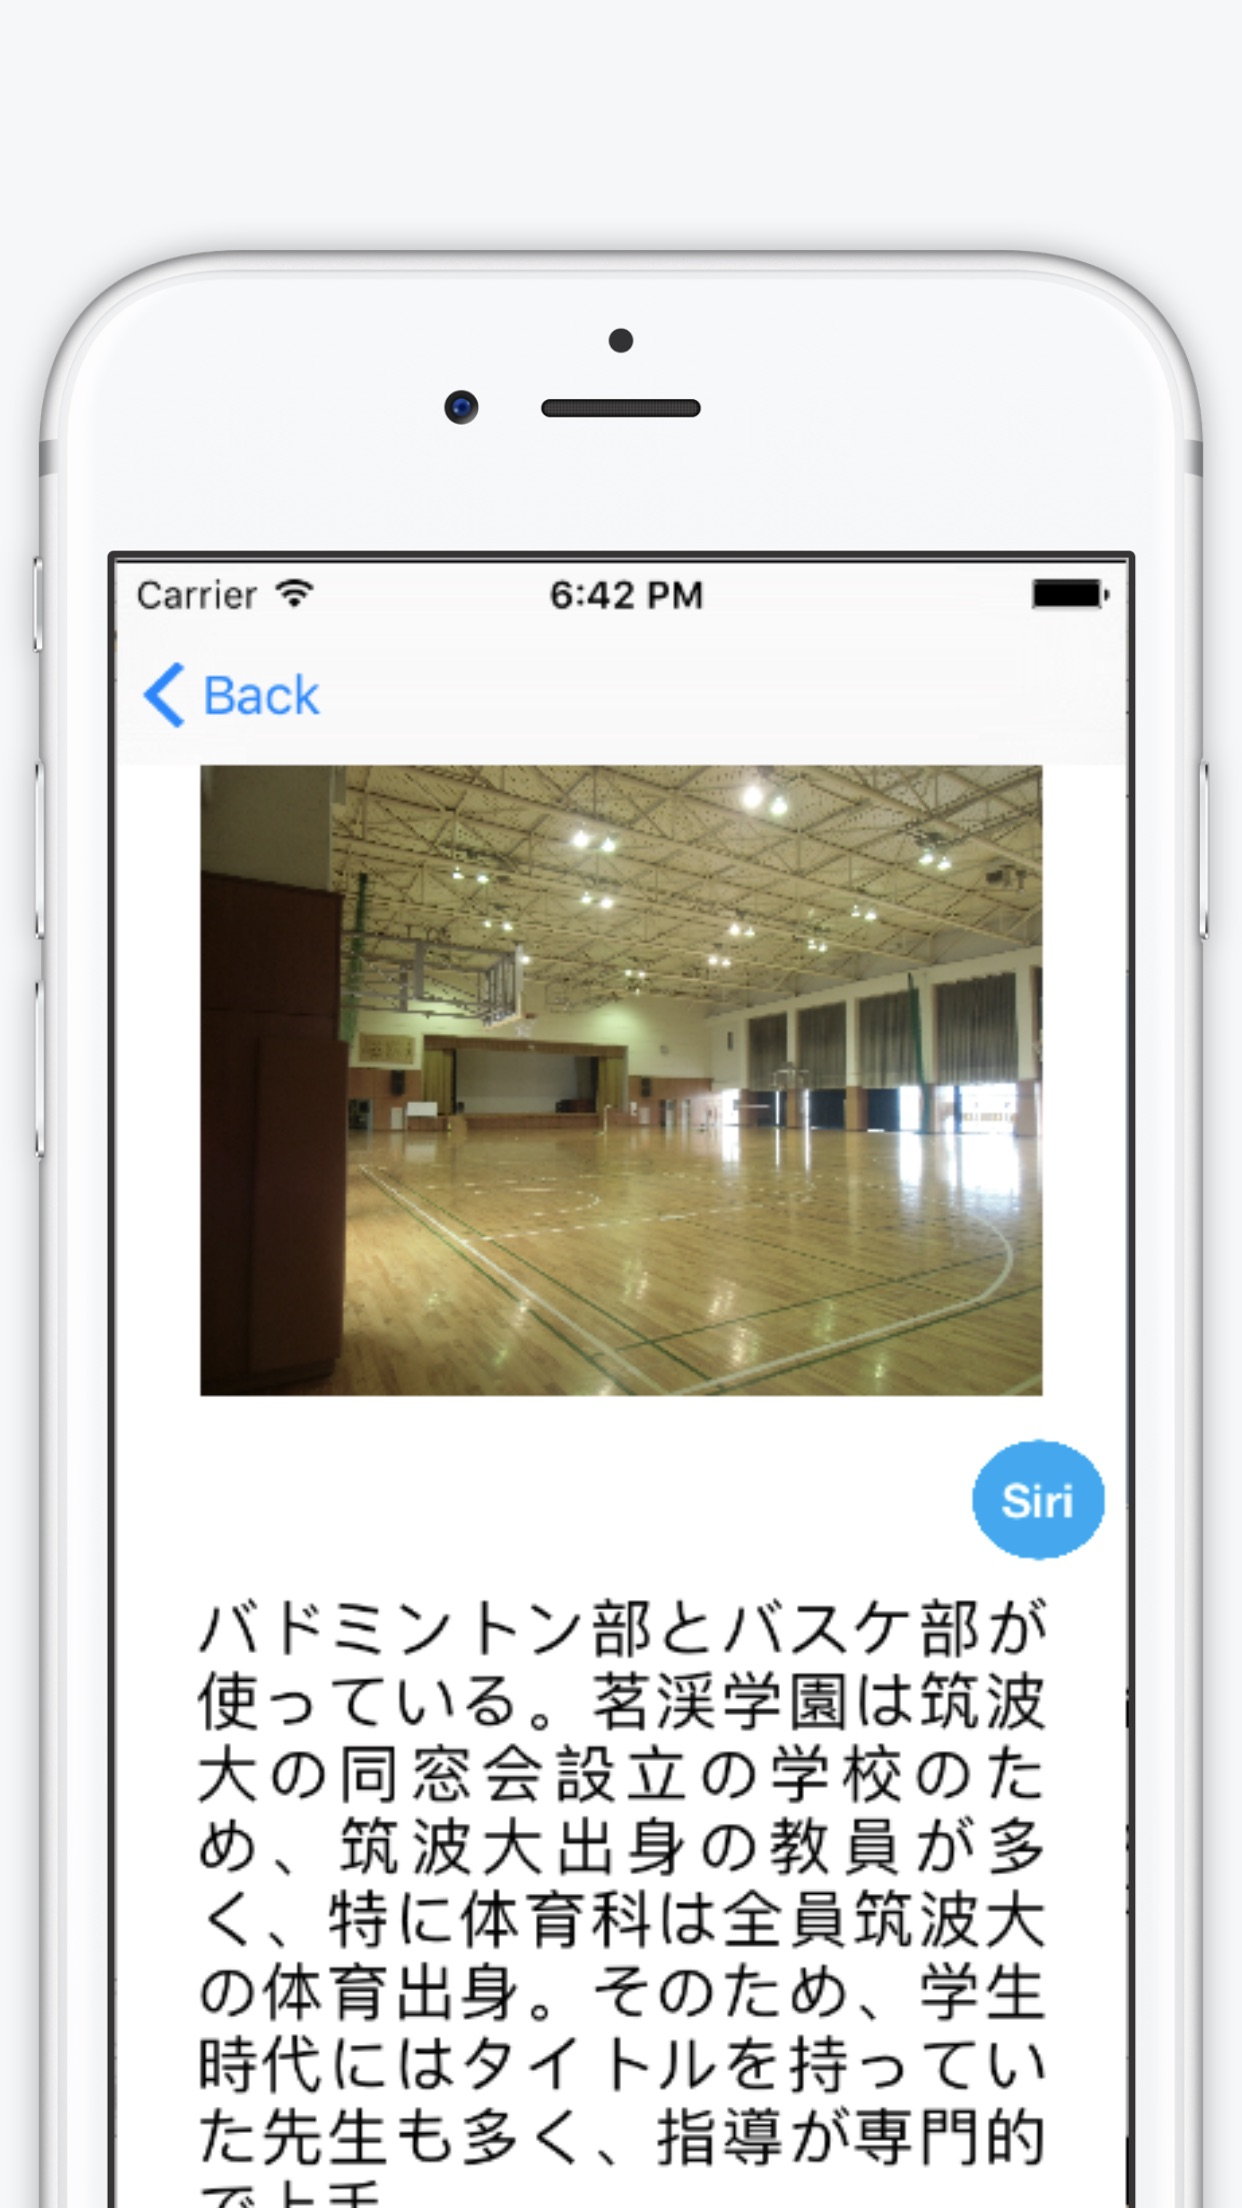 Carrier
6:42 PM
Back
Siri
バドミントン部とバスケ部が
使っている。茗渓学園は筑波
大の同窓会設立の学校のた
め、筑波大出身の教員が多
く、特に体育科は全員筑波大
の体育出身。そのため、学生
時代にはタイトルを持ってい
た先生も多く、指導が専門的
で上手